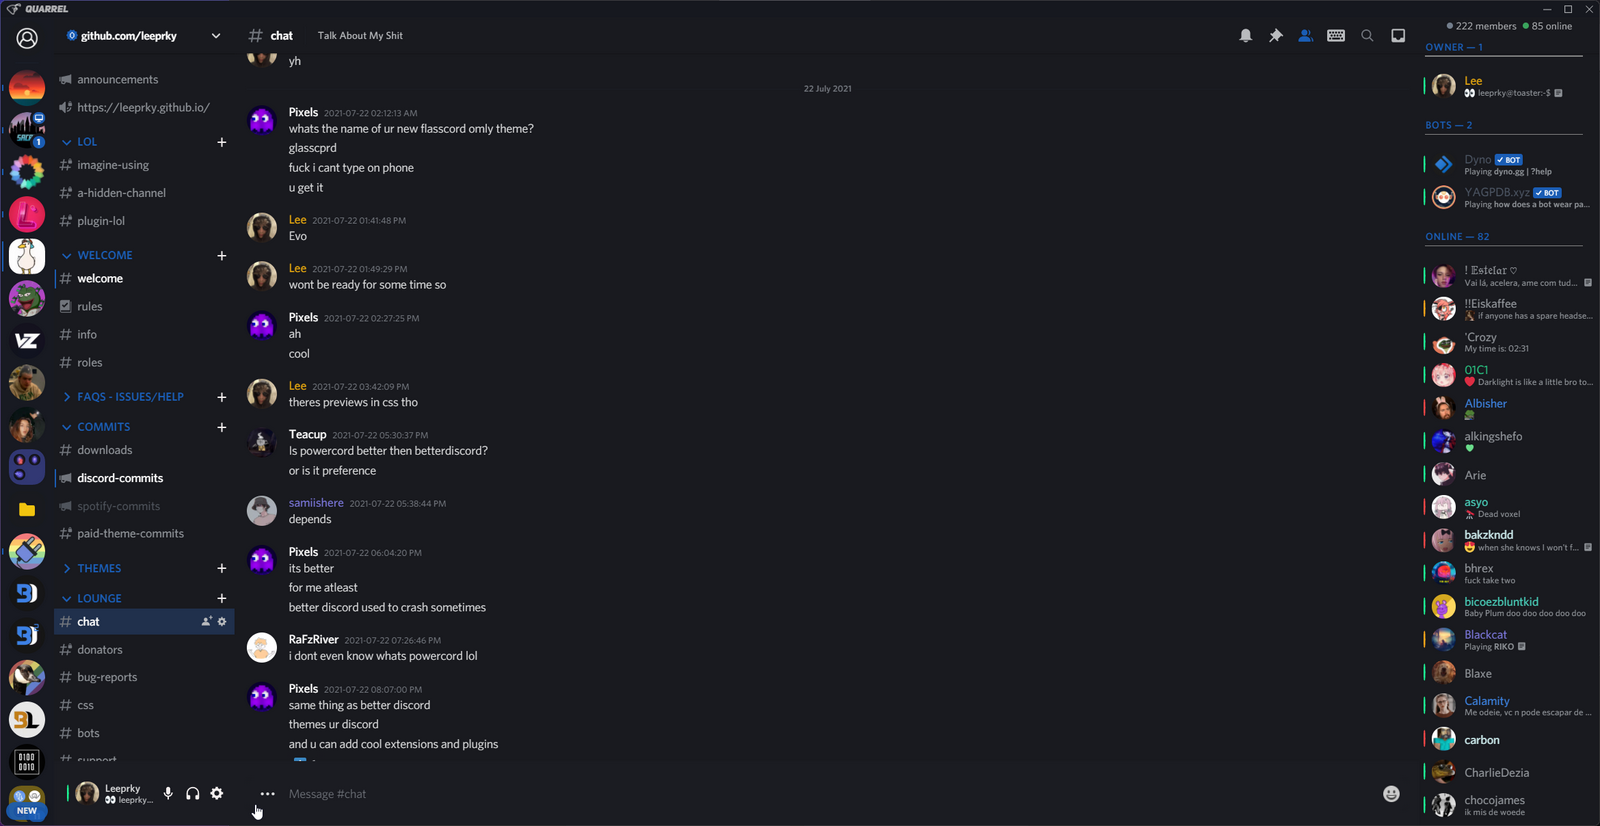 QUARREL
github.com/leeprky
announcements
https://leeprky.github.io/
LOL
imagine-using
a-hidden-channel
plugin-lol
WELCOME
welcome
rules
info
roles
FAQS - ISSUES/HELP
COMMITS
downloads
discord-commits
spotify-commits
paid-theme-commits
THEMES
LOUNGE
chat
donators
bug-reports
css
bots
support
1
NEW
Leeprky
leeprky...
chat
Talk About My Shit
yh
22 July 2021
Pixels 2021-07-22 02:12:13 AM
whats the name of ur new flasscord omly theme?
glasscprd
fuck i cant type on phone
u get it
Lee 2021-07-22 01:41:48 PM
Evo
Lee 2021-07-22 01:49:29 PM
wont be ready for some time so
Pixels 2021-07-22 02:27:25 PM
ah
cool
Lee 2021-07-22 03:42:09 PM
theres previews in css tho
Teacup 2021-07-22 05:30:37 PM
Is powercord better then betterdiscord?
or is it preference
samiishere 2021-07-22 05:38:44 PM
depends
Pixels 2021-07-22 06:04:20 PM
its better
for me atleast
better discord used to crash sometimes
RaFzRiver 2021-07-22 07:26:46 PM
i dont even know whats powercord lol
Pixels 2021-07-22 08:07:00 PM
same thing as better discord
themes ur discord
and u can add cool extensions and plugins
Message #chat
222 members 85 online
OWNER — 1
Lee
leeprky@toaster:~$
BOTS — 2
Dyno BOT
Playing dyno.gg | ?help
YAGPDB.xyz BOT
Playing how does a bot wear pa...
ONLINE — 82
! 𝔼𝕤𝕥𝕖𝕝𝕒𝕣 ♡
Vai lá, acelera, ame com tud...
!!Eiskaffee
if anyone has a spare headse...
'Crozy
My time is: 02:31
01C1
Darklight is like a little bro to...
Albisher
alkingshefo
Arie
asyo
Dead voxel
bakzkndd
when she knows I won't f...
bhrex
fuck take two
bicoezbluntkid
Baby Plum doo doo doo doo doo
Blackcat
Playing RIKO
Blaxe
Calamity
Me odeie, vc n pode escapar de ...
carbon
CharlieDezia
chocojames
ik mis de woede